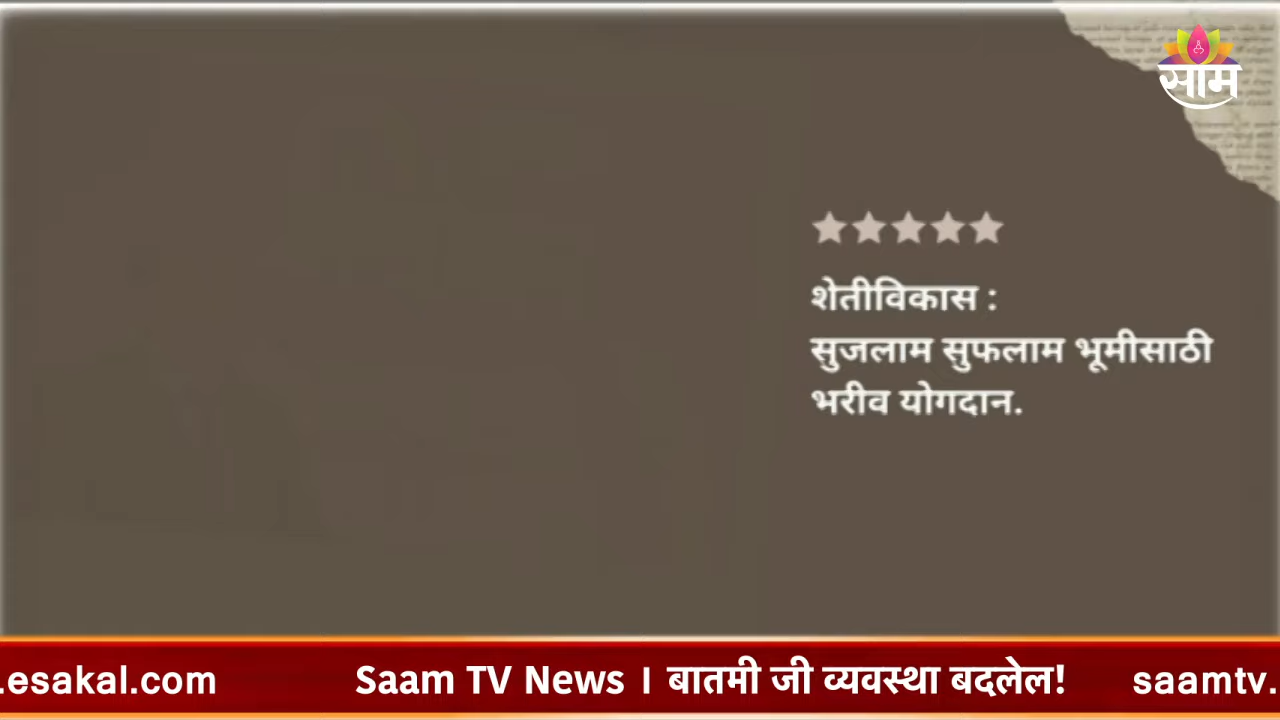 साम
शेतीविकास :
सुजलाम सुफलाम भूमीसाठी
भरीव योगदान.
.esakal.com Saam TV News । बातमी जी व्यवस्था बदलेल! saamtv.